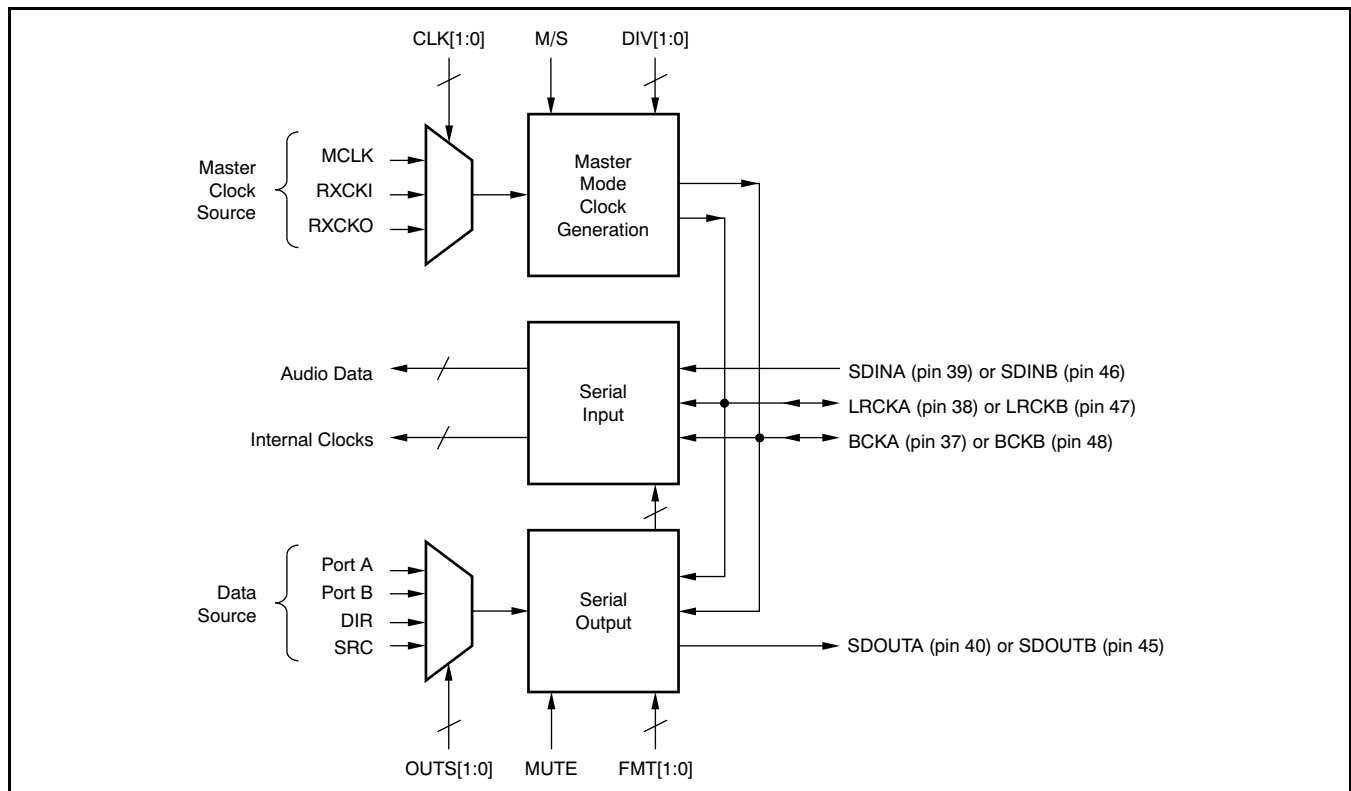 CLK[1:0]
M/S
DIV[1:0]
Master
Clock
Source
MCLK
RXCKI
RXCKO
Master
Mode
Clock
Generation
Audio Data
Internal Clocks
Serial
Input
SDINA (pin 39) or SDINB (pin 46)
LRCKA (pin 38) or LRCKB (pin 47)
BCKA (pin 37) or BCKB (pin 48)
Data
Source
Port A
Port B
DIR
SRC
Serial
Output
SDOUTA (pin 40) or SDOUTB (pin 45)
OUTS[1:0]
MUTE
FMT[1:0]